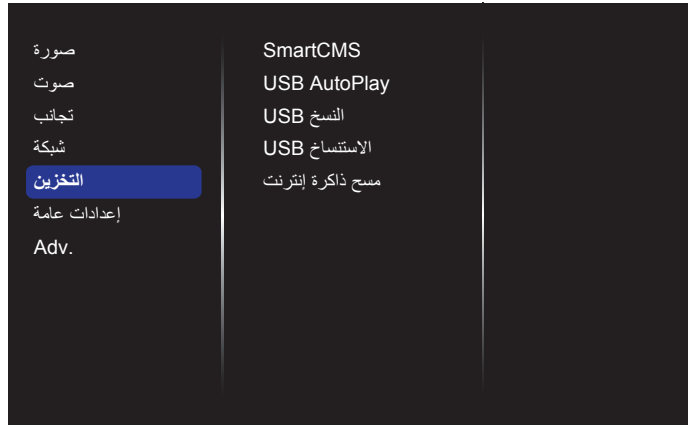 صورة
صوت
تجانب
شبكة
التخزين
إعدادات عامة
Adv.
SmartCMS
USB AutoPlay
النسخ USB
الاستنساخ USB
مسح ذاكرة إنترنت